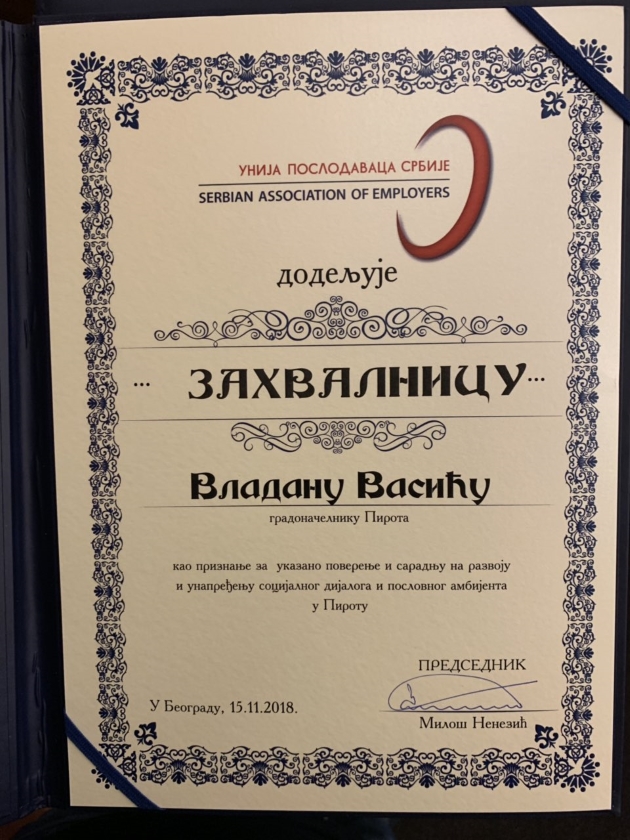 УНИЈА ПОСЛОДАВАЦА СРБИЈЕ
SERBIAN ASSOCIATION OF EMPLOYERS
додељује
... ЗАХВАЛНИЦУ...
Владану Васићу
градоначелнику Пирота
као признање за указано поверење и сарадњу на развоју
и унапређењу социјалног дијалога и пословног амбијента
у Пироту
ПРЕДСЕДНИК
У Београду, 15.11.2018.
Милош Ненезић